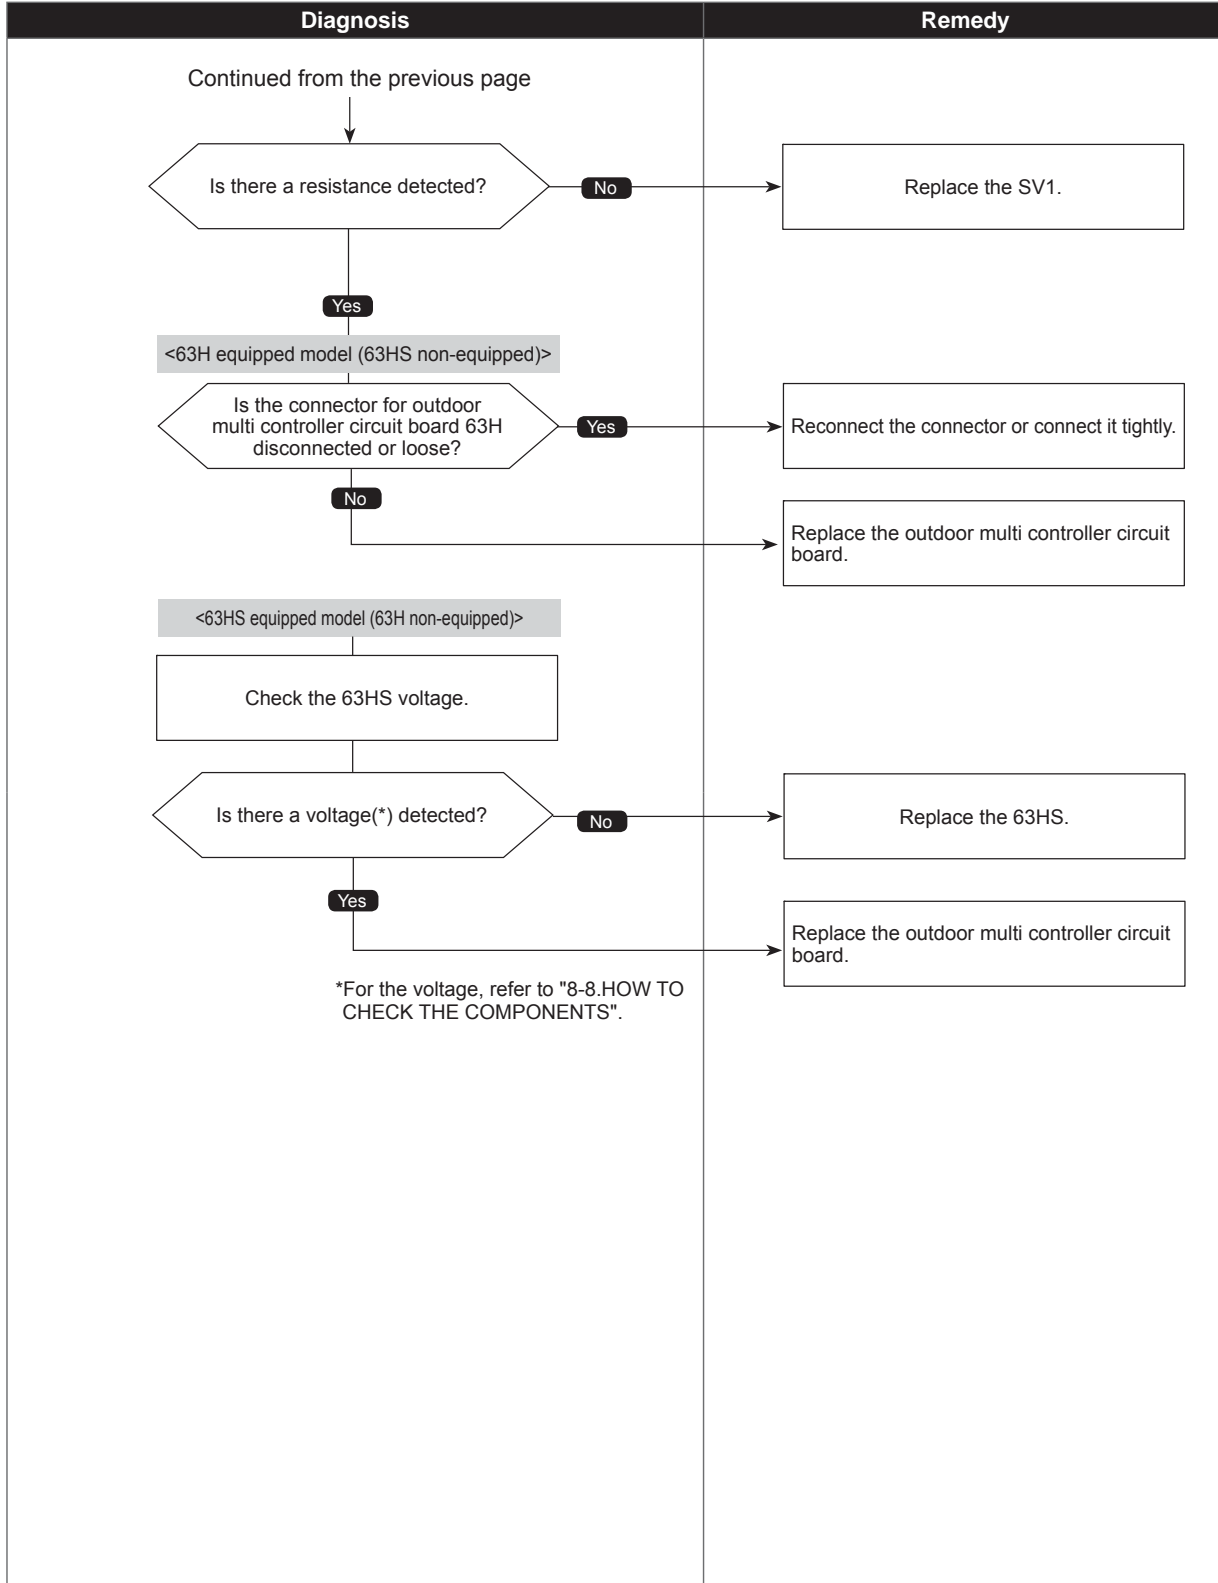 Diagnosis
Remedy
Continued from the previous page
Is there a resistance detected?
No
Replace the SV1.
Yes
<63H equipped model (63HS non-equipped)>
Is the connector for outdoor
multi controller circuit board 63H
disconnected or loose?
Yes
Reconnect the connector or connect it tightly.
No
Replace the outdoor multi controller circuit
board.
<63HS equipped model (63H non-equipped)>
Check the 63HS voltage.
Is there a voltage(*) detected?
No
Replace the 63HS.
Yes
Replace the outdoor multi controller circuit
board.
*For the voltage, refer to "8-8.HOW TO
CHECK THE COMPONENTS".